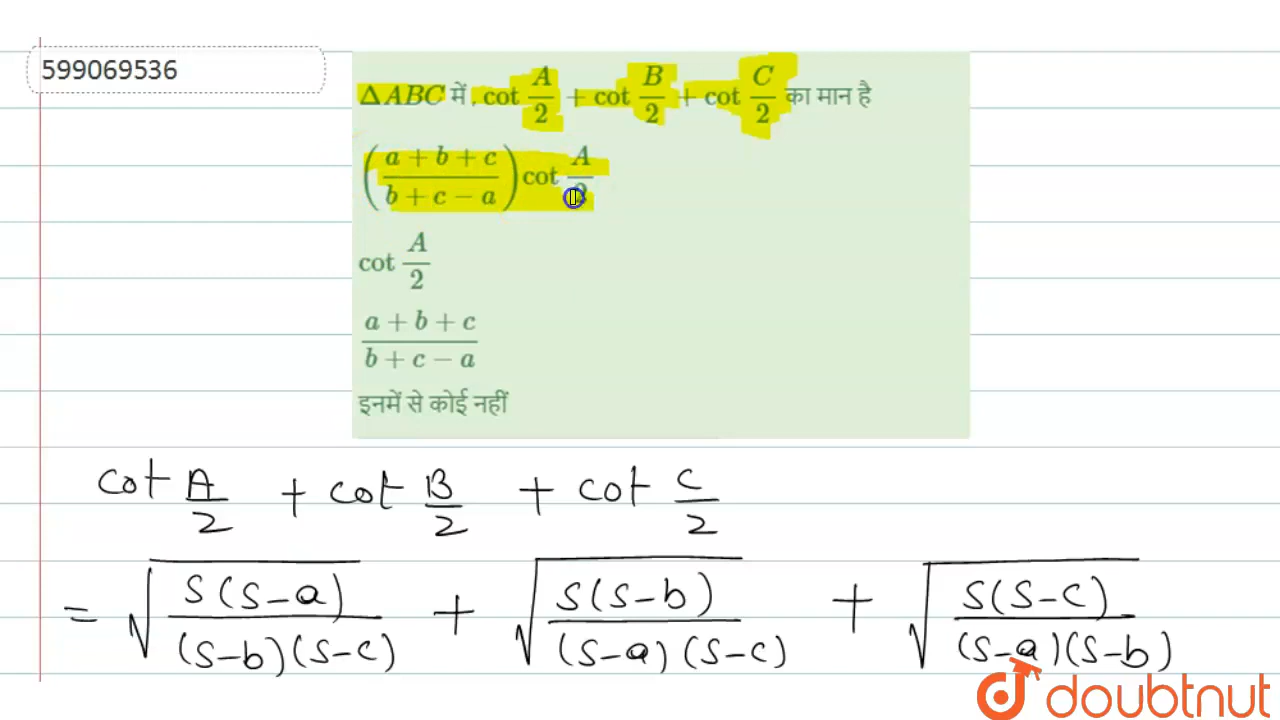 599069536
ΔABC में , cot A/2 + cot B/2 + cot C/2 का मान है
((a + b + c)/(b + c − a)) cot A/2
cot A/2
(a + b + c)/(b + c − a)
इनमें से कोई नहीं
cot A/2 + cot B/2 + cot C/2
= √(S(S-a)/(S-b)(S-c)) + √(S(S-b)/(S-a)(S-c)) + √(S(S-c)/(S-a)(S-b))
doubtnut